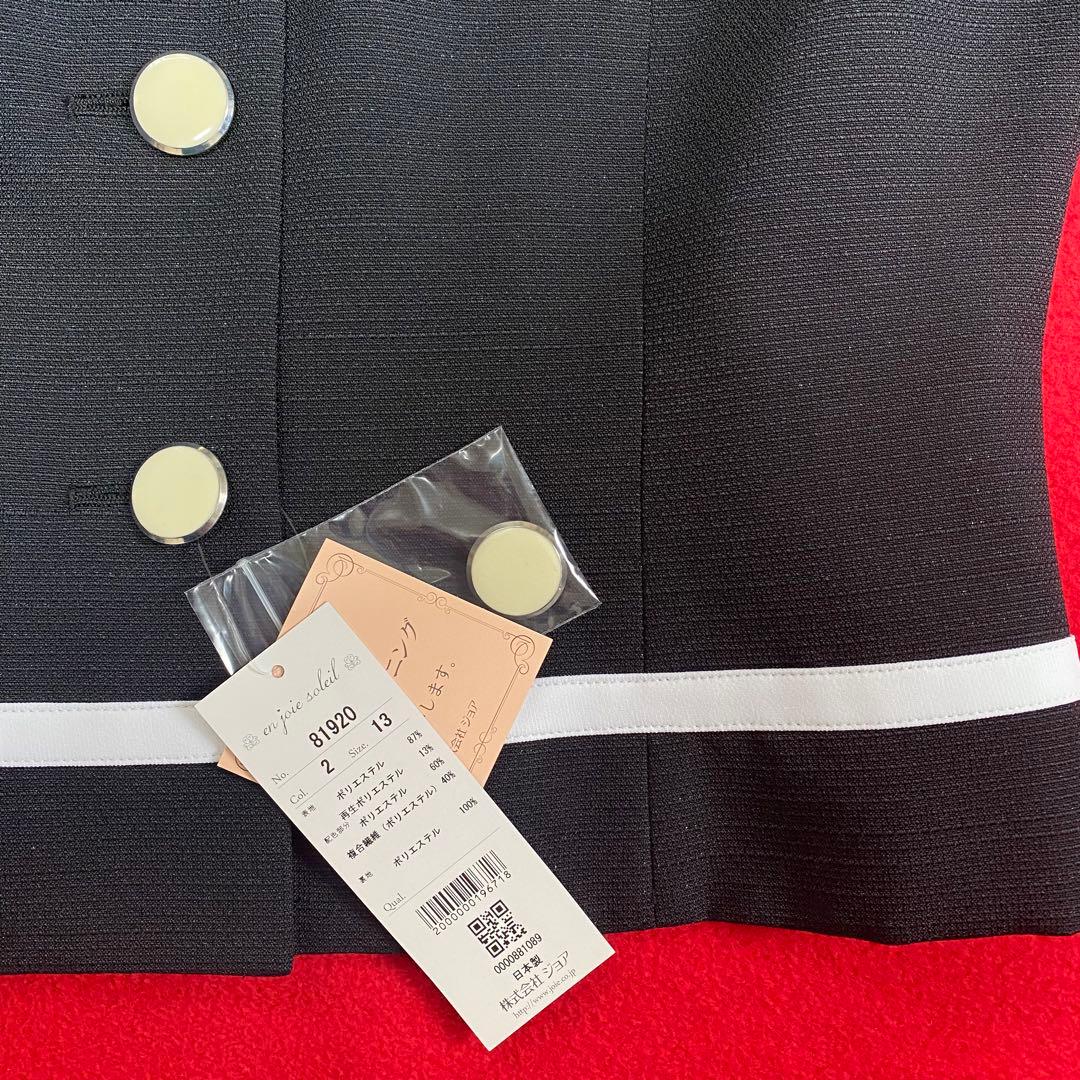 ニング
します。
会社 ジョア
en joie soleil
No. 81920
Col. 2 Size. 13
表地 ポリエステル 87%
再生ポリエステル 13%
配色部分 ポリエステル 60%
複合繊維（ポリエステル）40%
裏地 ポリエステル 100%
Qual.
2000000196718
0000881089
日本製
株式会社 ジョア
http://www.joie.co.jp